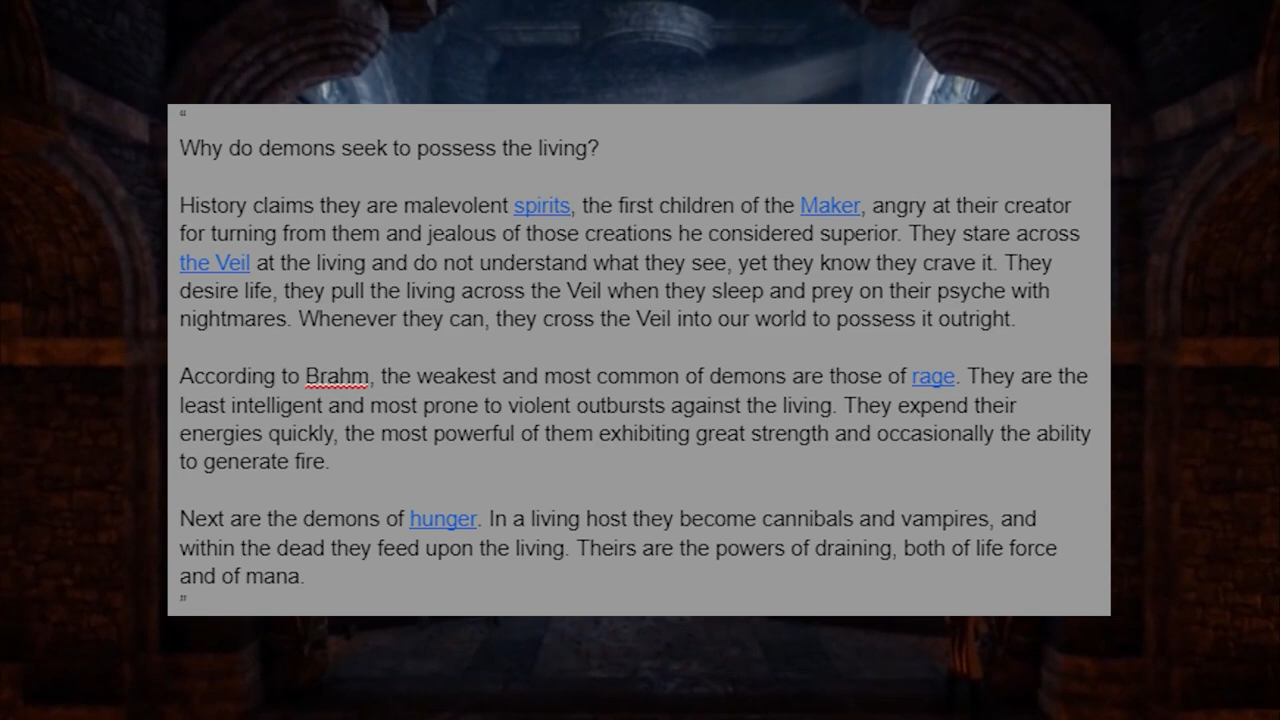 “
Why do demons seek to possess the living?
History claims they are malevolent spirits, the first children of the Maker, angry at their creator
for turning from them and jealous of those creations he considered superior. They stare across
the Veil at the living and do not understand what they see, yet they know they crave it. They
desire life, they pull the living across the Veil when they sleep and prey on their psyche with
nightmares. Whenever they can, they cross the Veil into our world to possess it outright.
According to Brahm, the weakest and most common of demons are those of rage. They are the
least intelligent and most prone to violent outbursts against the living. They expend their
energies quickly, the most powerful of them exhibiting great strength and occasionally the ability
to generate fire.
Next are the demons of hunger. In a living host they become cannibals and vampires, and
within the dead they feed upon the living. Theirs are the powers of draining, both of life force
and of mana.
”